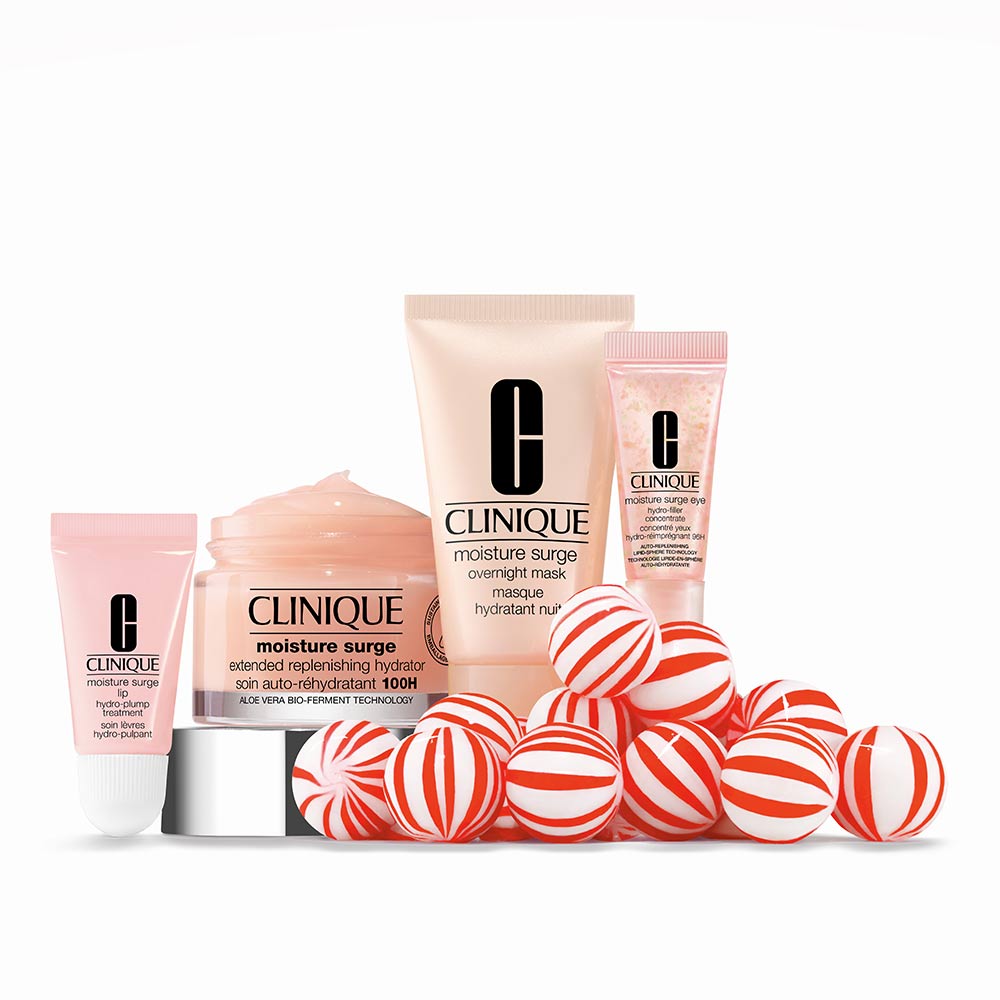 CLINIQUE
moisture surge
lip
hydro-plump
treatment
soin lèvres
hydro-pulpant
CLINIQUE
moisture surge
extended replenishing hydrator
soin auto-réhydratant 100H
ALOE VERA BIO-FERMENT TECHNOLOGY
CLINIQUE
moisture surge
overnight mask
masque
hydratant nuit
CLINIQUE
moisture surge eye
hydro-filler
concentrate
concentré yeux
hydro-réimprégnant 96H
AUTO-REPLENISHING
LIPID-SPHERE TECHNOLOGY
TECHNOLOGIE LIPIDE-EN-SPHÈRE
AUTO-RÉHYDRATANTE